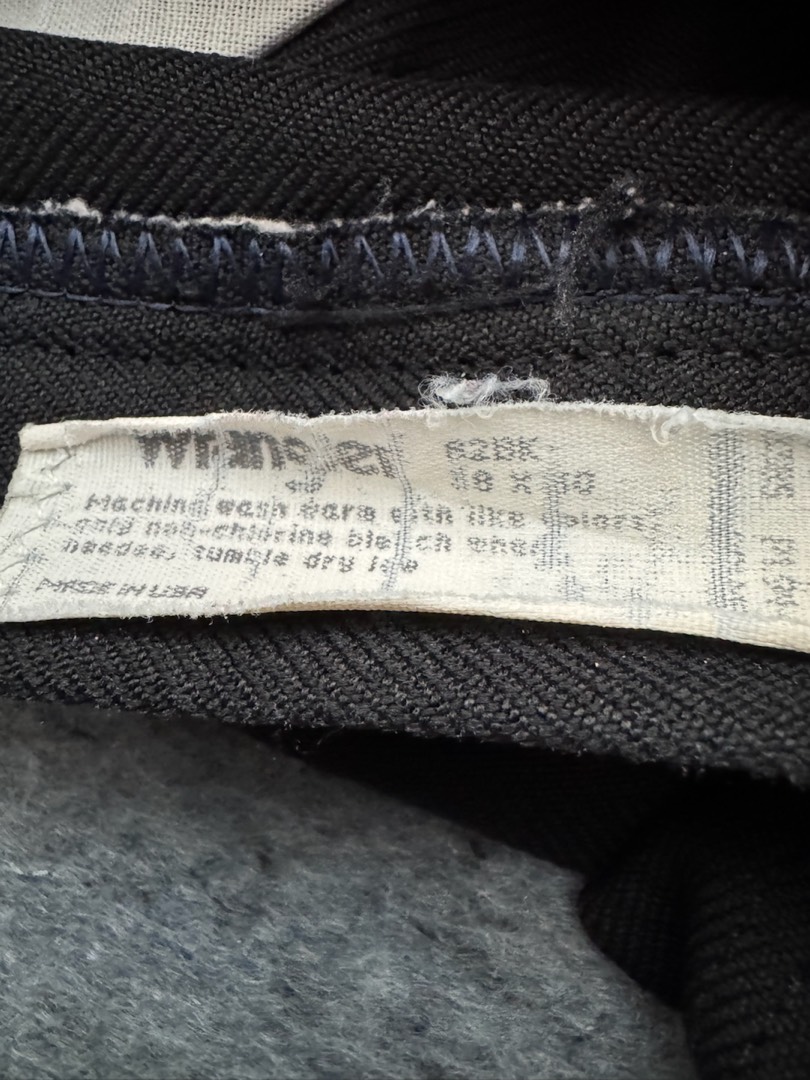 Wrangler
82BK
Machine wash warm with like colors
only non-chlorine bleach when
needed, tumble dry low
MADE IN USA